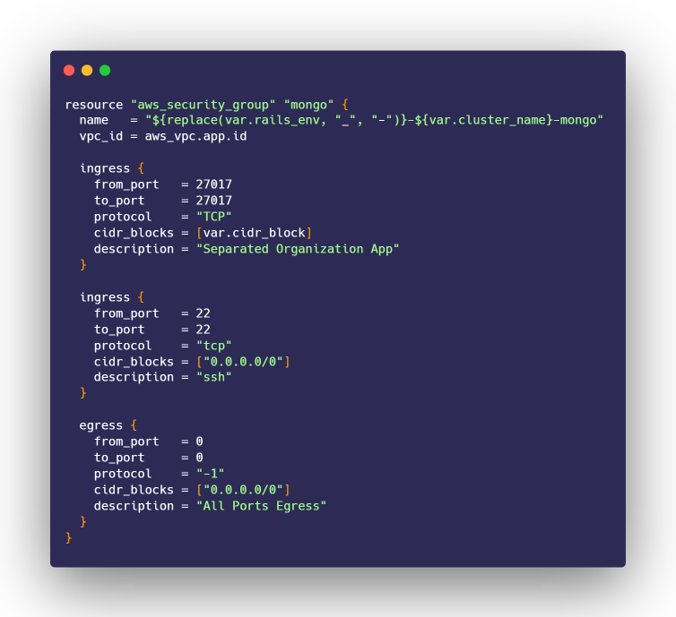 resource "aws_security_group" "mongo" {
  name   = "${replace(var.rails_env, "_", "-")}-${var.cluster_name}-mongo"
  vpc_id = aws_vpc.app.id

  ingress {
    from_port   = 27017
    to_port     = 27017
    protocol    = "TCP"
    cidr_blocks = [var.cidr_block]
    description = "Separated Organization App"
  }

  ingress {
    from_port   = 22
    to_port     = 22
    protocol    = "tcp"
    cidr_blocks = ["0.0.0.0/0"]
    description = "ssh"
  }

  egress {
    from_port   = 0
    to_port     = 0
    protocol    = "-1"
    cidr_blocks = ["0.0.0.0/0"]
    description = "All Ports Egress"
  }
}